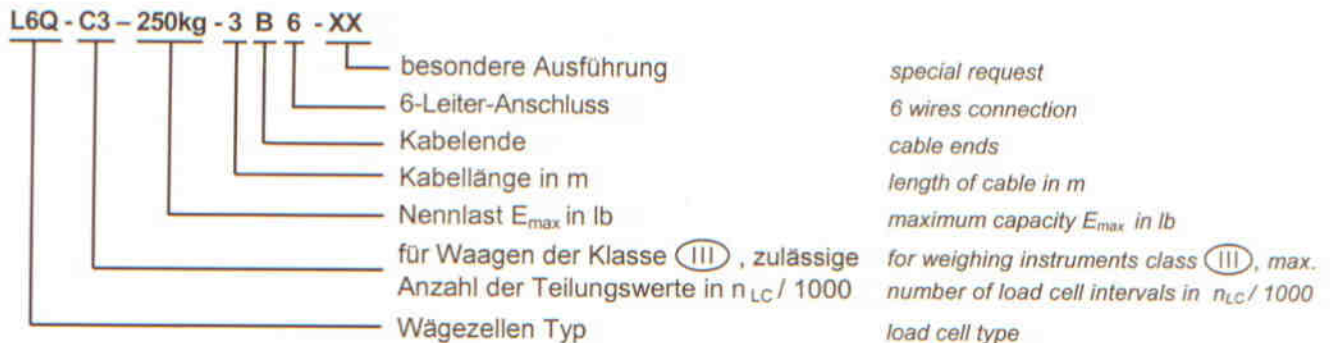 L6Q - C3 – 250kg - 3 B 6 - XX
besondere Ausführung special request
6-Leiter-Anschluss 6 wires connection
Kabelende cable ends
Kabellänge in m length of cable in m
Nennlast Emax in lb maximum capacity Emax in lb
für Waagen der Klasse III , zulässige for weighing instruments class III, max.
Anzahl der Teilungswerte in nLC / 1000 number of load cell intervals in nLC / 1000
Wägezellen Typ load cell type